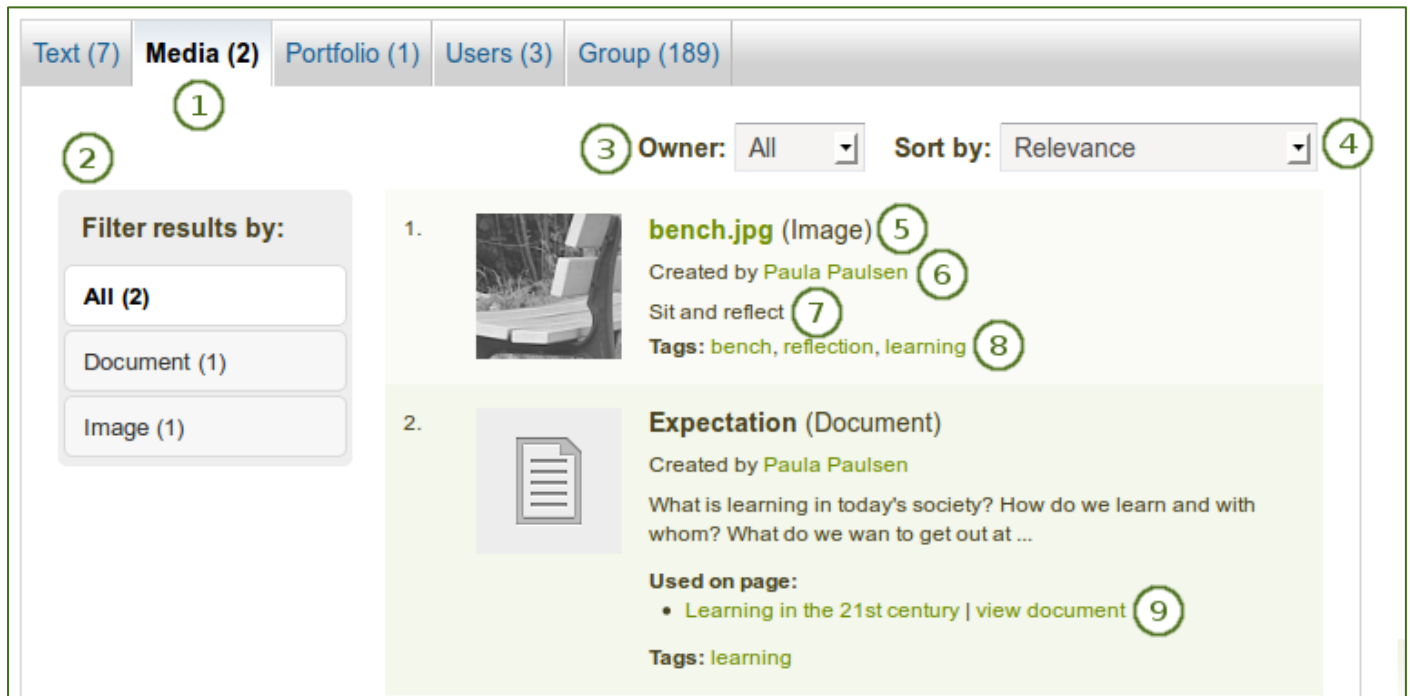 Text (7) Media (2) Portfolio (1) Users (3) Group (189)
1
2
3 Owner: All Sort by: Relevance 4
Filter results by:
All (2)
Document (1)
Image (1)
1. bench.jpg (Image) 5
Created by Paula Paulsen 6
Sit and reflect 7
Tags: bench, reflection, learning 8
2. Expectation (Document)
Created by Paula Paulsen
What is learning in today's society? How do we learn and with
whom? What do we wan to get out at ...
Used on page:
• Learning in the 21st century | view document 9
Tags: learning